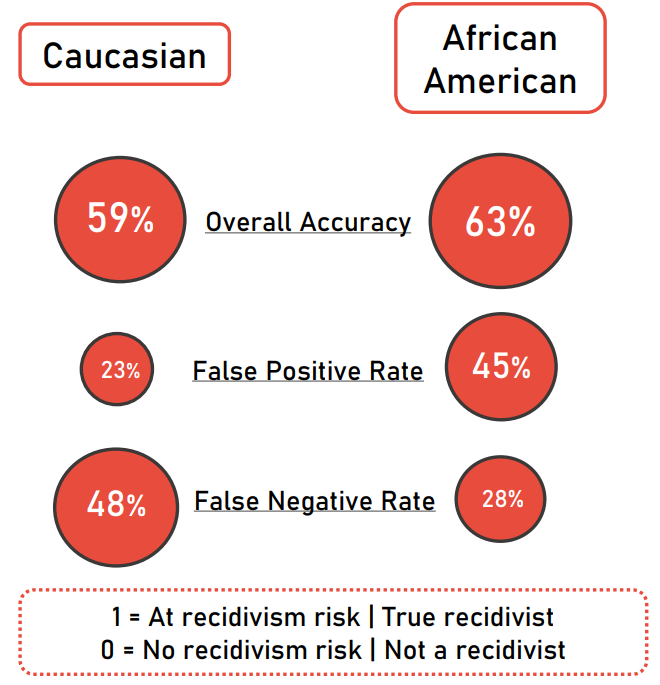 Caucasian
African
American
59%
Overall Accuracy
63%
23%
False Positive Rate
45%
48%
False Negative Rate
28%
1 = At recidivism risk | True recidivist
0 = No recidivism risk | Not a recidivist